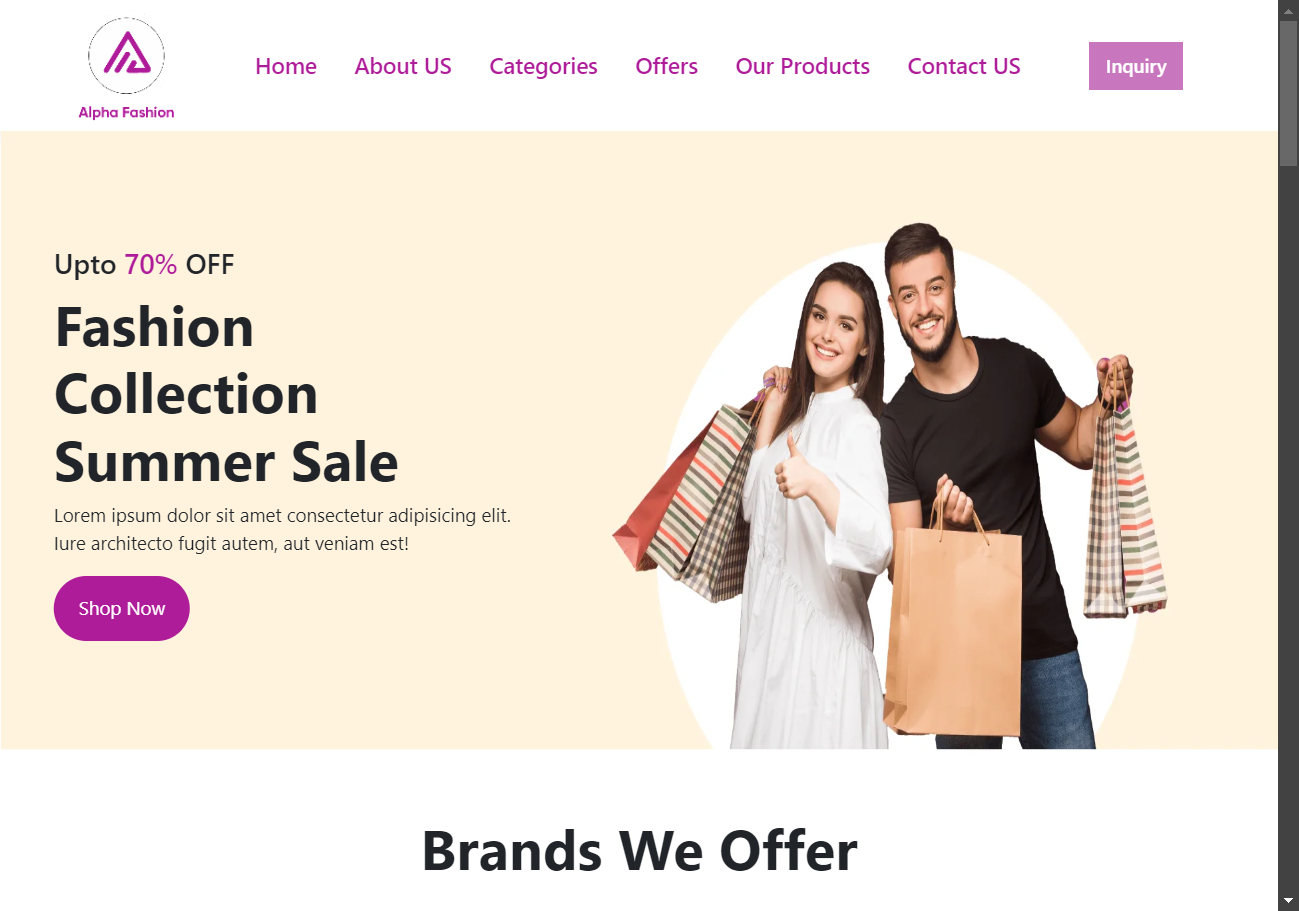 Alpha Fashion
Home
About US
Categories
Offers
Our Products
Contact US
Inquiry
Upto 70% OFF
Fashion
Collection
Summer Sale
Lorem ipsum dolor sit amet consectetur adipisicing elit.
Iure architecto fugit autem, aut veniam est!
Shop Now
Brands We Offer